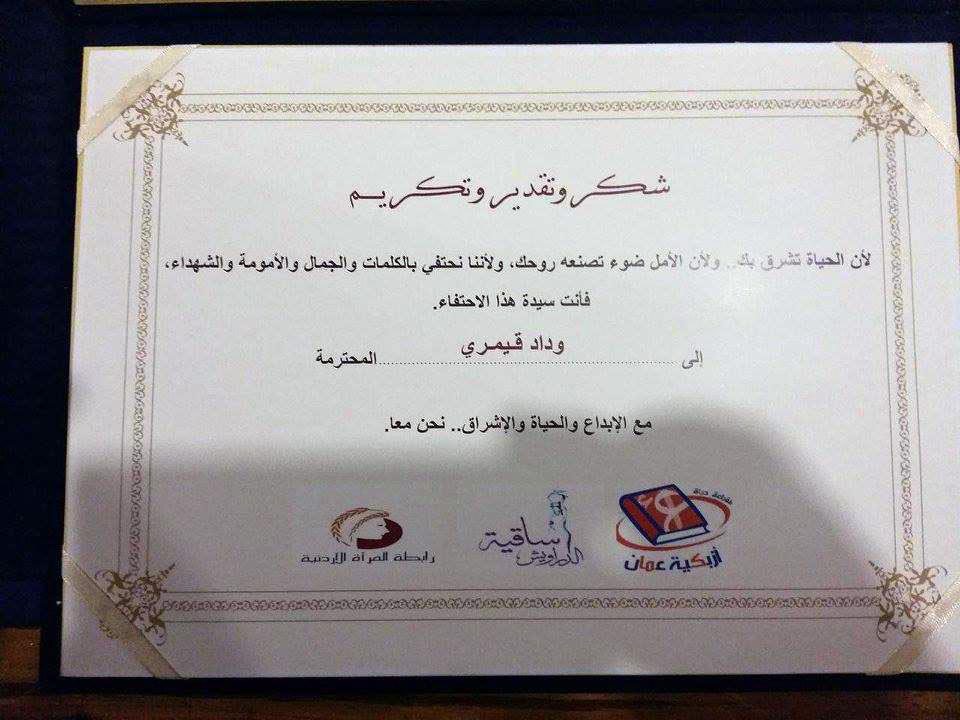 شكر وتقدير وتكريم
لأن الحياة تشرق بك.. ولأن الأمل ضوء تصنعه روحك، ولأننا نحتفي بالكلمات والجمال والأمومة والشهداء،
فأنت سيدة هذا الاحتفاء.
إلى وداد قيمري المحترمة
مع الإبداع والحياة والإشراق.. نحن معا.
أزبكية عمان
ساقية
الدراويش
رابطة المرأة الأردنية